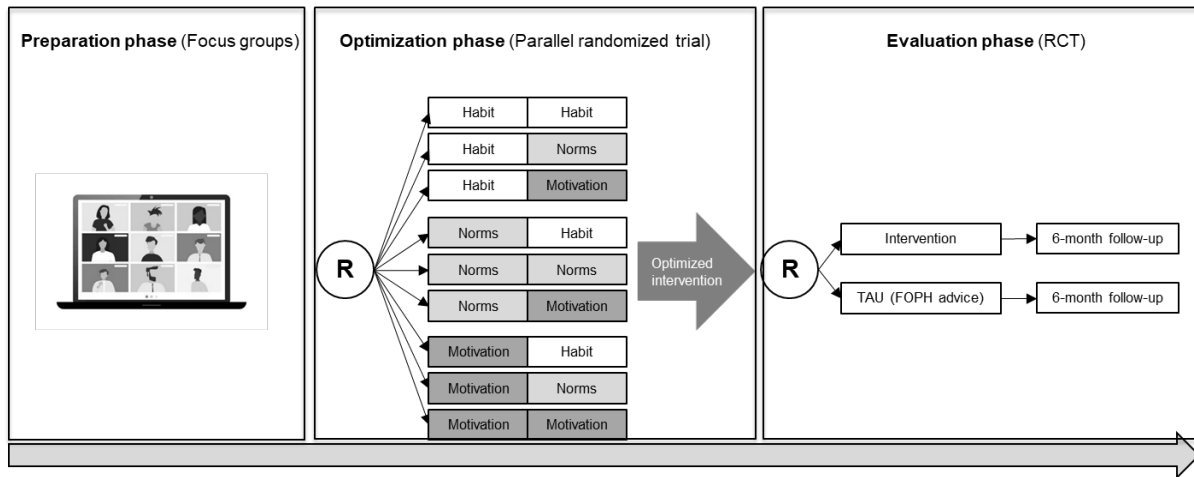 Preparation phase (Focus groups)
Optimization phase (Parallel randomized trial)
Evaluation phase (RCT)
Habit Habit
Habit Norms
Habit Motivation
Norms Habit
Norms Norms
Norms Motivation
Motivation Habit
Motivation Norms
Motivation Motivation
R
Optimized
intervention
R
Intervention 6-month follow-up
TAU (FOPH advice) 6-month follow-up